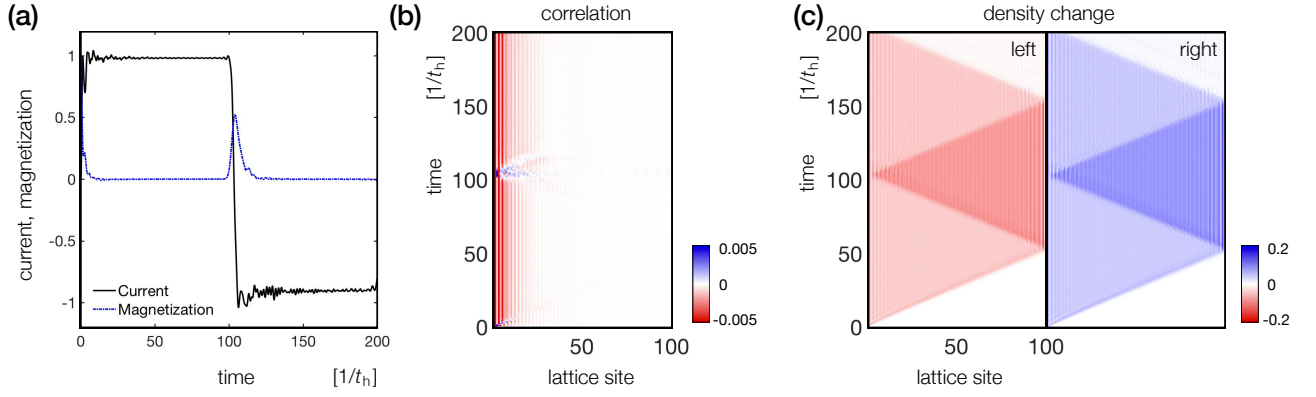 (a)
1
0.5
0
-0.5
-1
current, magnetization
Current
Magnetization
0
50
100
150
200
time
[1/t_h]
(b)
correlation
200
150
100
50
0
[1/t_h]
time
50
100
lattice site
0.005
0
-0.005
(c)
density change
left
right
200
150
100
50
0
[1/t_h]
time
50
100
lattice site
0.2
0
-0.2